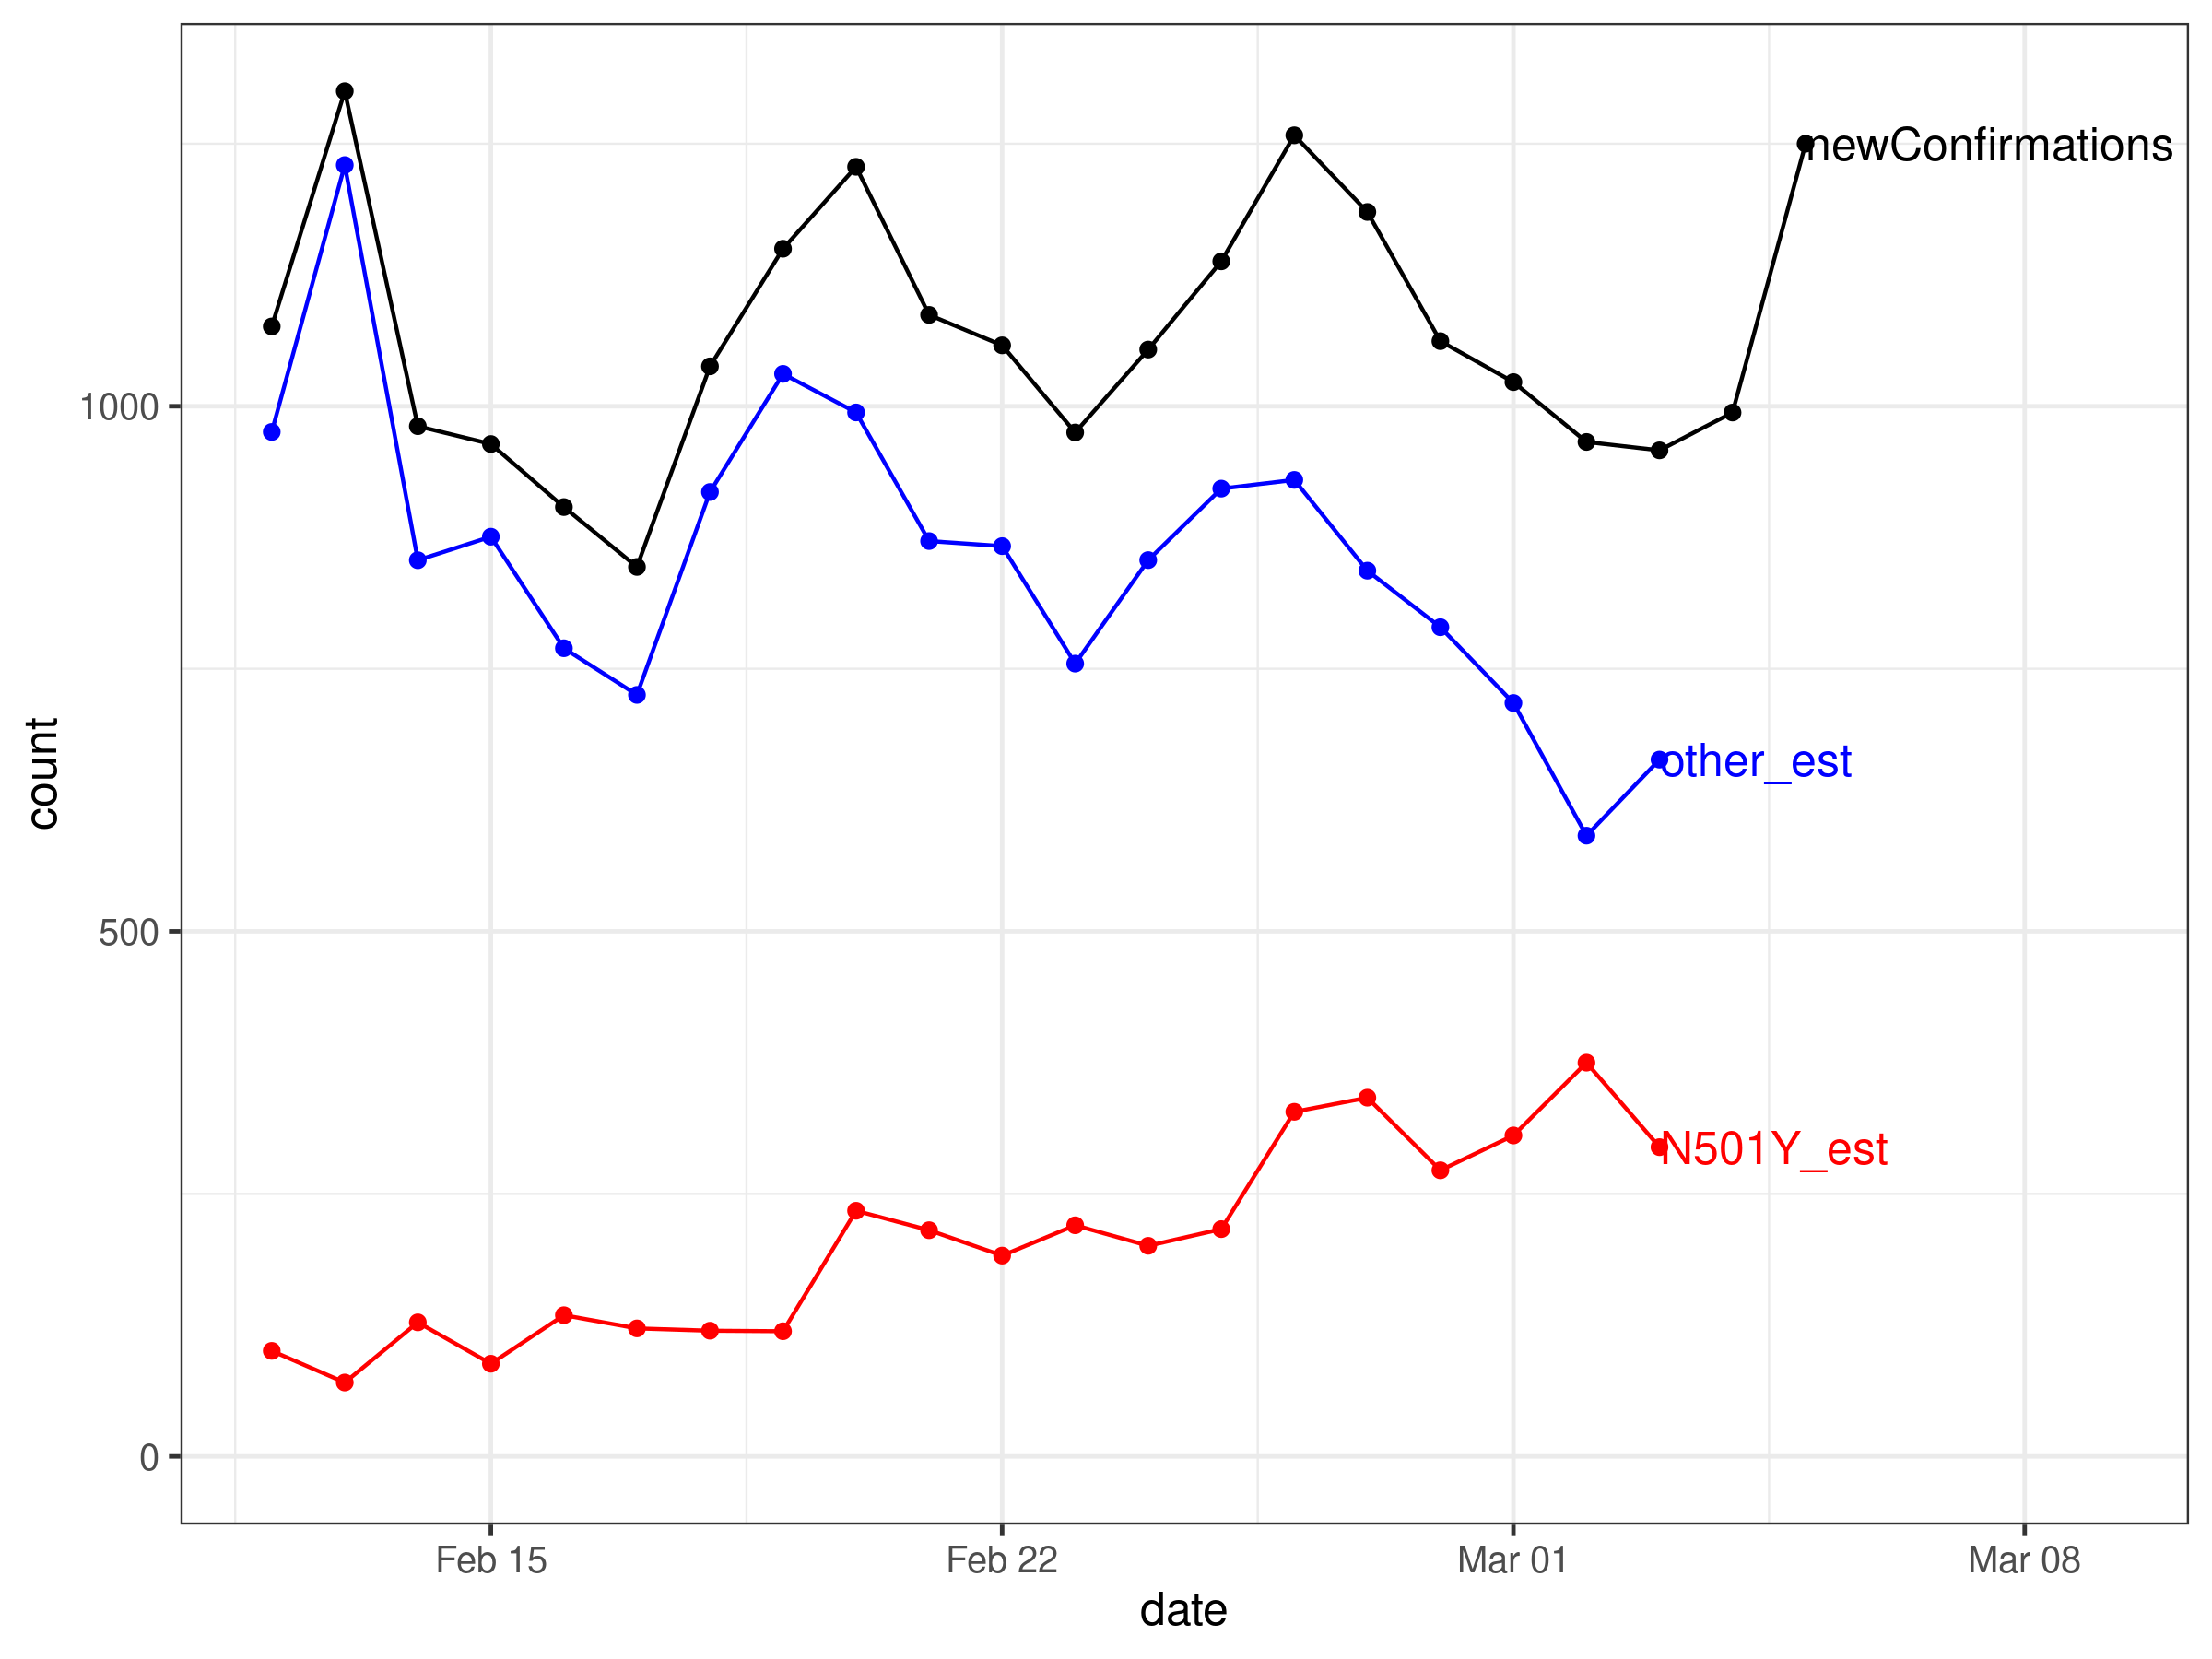 newConfirmations
1000
other_est
count
500
N501Y_est
0
Feb 15
Feb 22
Mar 01
Mar 08
date